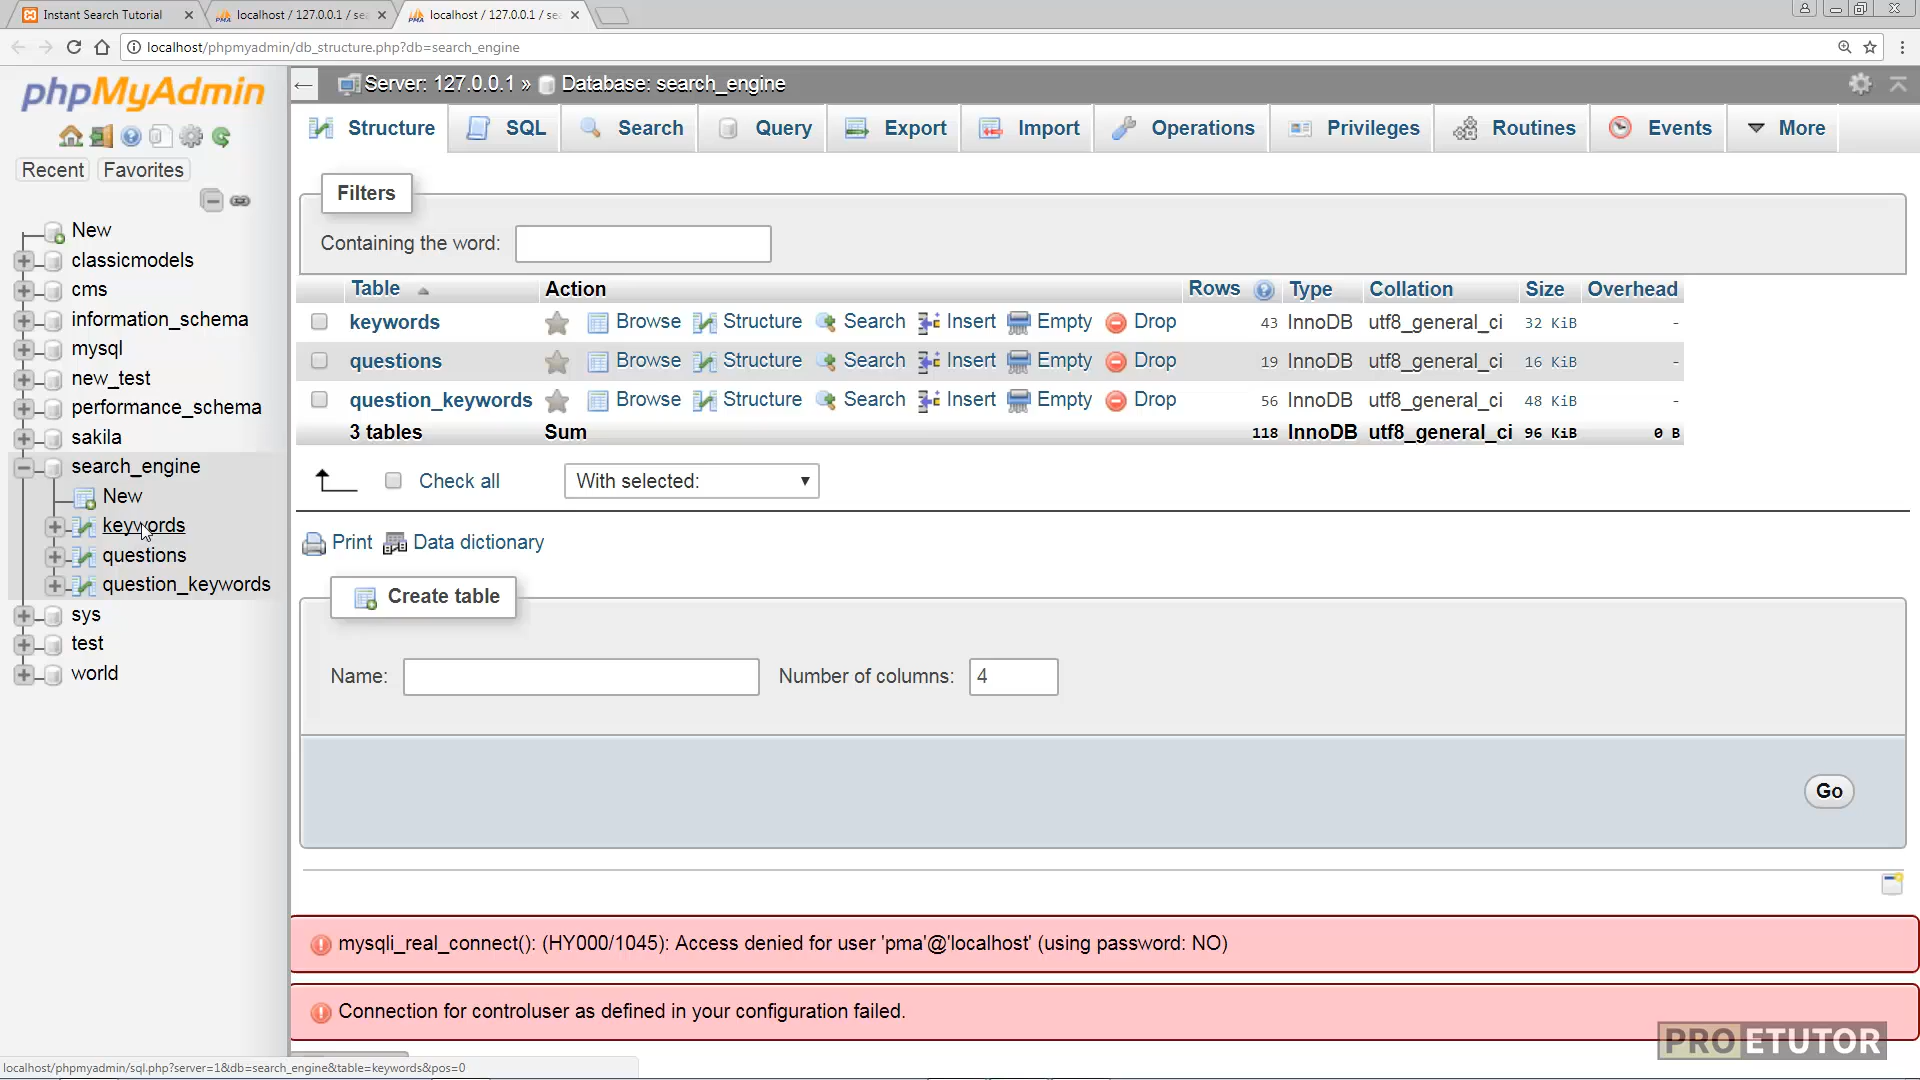 Instant Search Tutorial
localhost / 127.0.0.1 / sea
localhost / 127.0.0.1 / sea
localhost/phpmyadmin/db_structure.php?db=search_engine
phpMyAdmin
Recent
Favorites
New
classicmodels
cms
information_schema
mysql
new_test
performance_schema
sakila
search_engine
New
keywords
questions
question_keywords
sys
test
world
Server: 127.0.0.1 » Database: search_engine
Structure SQL Search Query Export Import Operations Privileges Routines Events More
Filters
Containing the word:
Table Action Rows Type Collation Size Overhead
keywords Browse Structure Search Insert Empty Drop 43 InnoDB utf8_general_ci 32 KiB -
questions Browse Structure Search Insert Empty Drop 19 InnoDB utf8_general_ci 16 KiB -
question_keywords Browse Structure Search Insert Empty Drop 56 InnoDB utf8_general_ci 48 KiB -
3 tables Sum 118 InnoDB utf8_general_ci 96 KiB 0 B
Check all With selected:
Print Data dictionary
Create table
Name: Number of columns: 4
Go
mysqli_real_connect(): (HY000/1045): Access denied for user 'pma'@'localhost' (using password: NO)
Connection for controluser as defined in your configuration failed.
PROETUTOR
localhost/phpmyadmin/sql.php?server=1&db=search_engine&table=keywords&pos=0